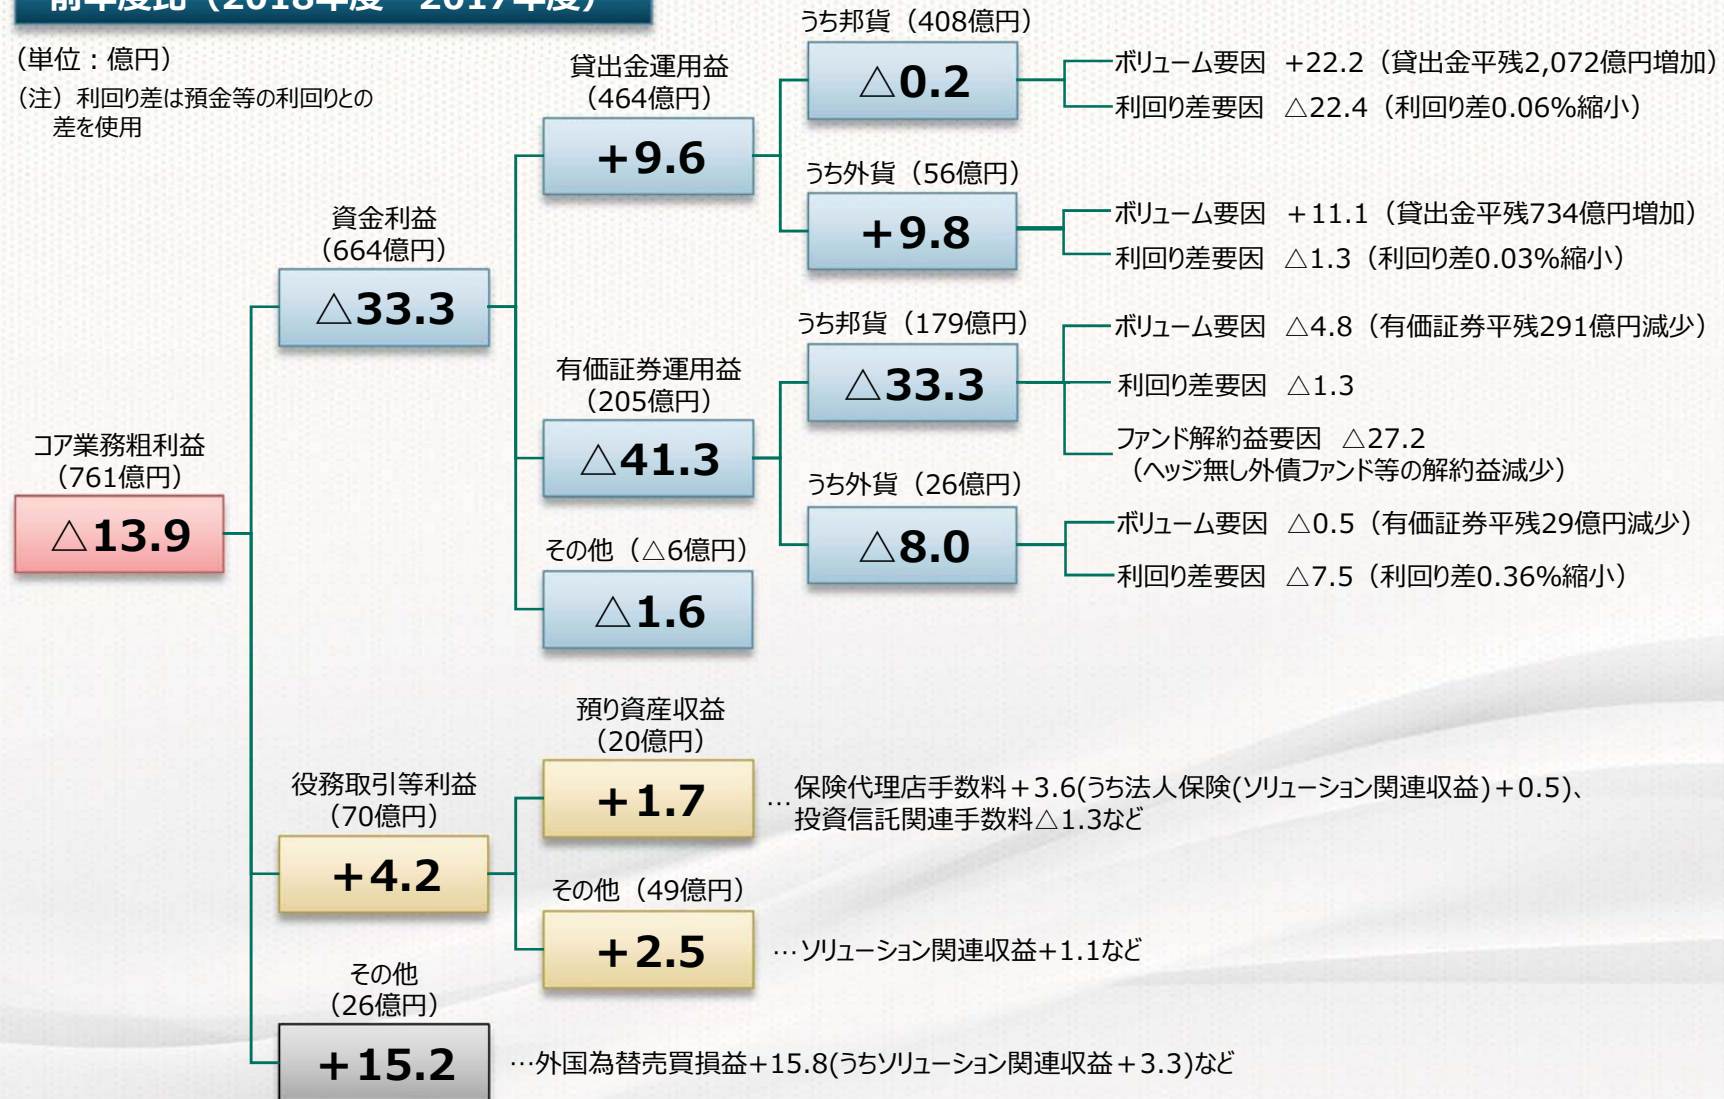 前年度比（2018年度　2017年度）
（単位：億円）
（注）利回り差は預金等の利回りとの
差を使用
コア業務粗利益
（761億円）
△13.9
資金利益
（664億円）
△33.3
貸出金運用益
（464億円）
+9.6
うち邦貨（408億円）
△0.2
ボリューム要因 +22.2（貸出金平残2,072億円増加）
利回り差要因 △22.4（利回り差0.06%縮小）
うち外貨（56億円）
+9.8
ボリューム要因 +11.1（貸出金平残734億円増加）
利回り差要因 △1.3（利回り差0.03%縮小）
有価証券運用益
（205億円）
△41.3
うち邦貨（179億円）
△33.3
ボリューム要因 △4.8（有価証券平残291億円減少）
利回り差要因 △1.3
ファンド解約益要因 △27.2
（ヘッジ無し外債ファンド等の解約益減少）
うち外貨（26億円）
△8.0
ボリューム要因 △0.5（有価証券平残29億円減少）
利回り差要因 △7.5（利回り差0.36%縮小）
その他（△6億円）
△1.6
役務取引等利益
（70億円）
+4.2
預り資産収益
（20億円）
+1.7
…保険代理店手数料＋3.6(うち法人保険(ソリューション関連収益)＋0.5)、
投資信託関連手数料△1.3など
その他（49億円）
+2.5
…ソリューション関連収益+1.1など
その他
（26億円）
+15.2
…外国為替売買損益+15.8(うちソリューション関連収益＋3.3)など